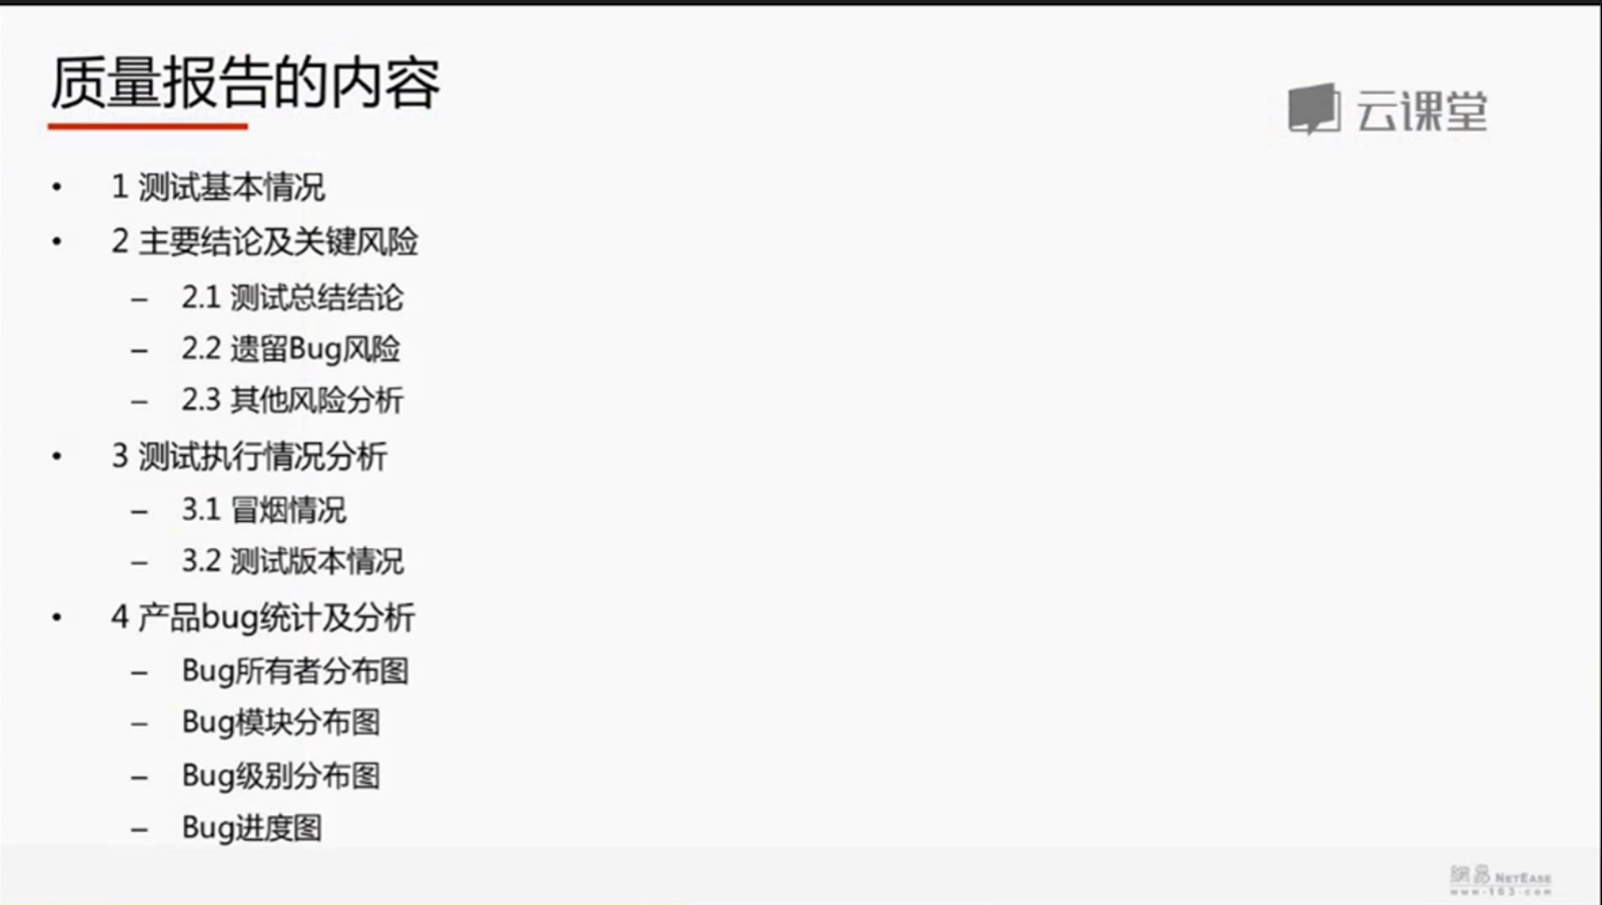 质量报告的内容
云课堂
• 1 测试基本情况
• 2 主要结论及关键风险
– 2.1 测试总结结论
– 2.2 遗留Bug风险
– 2.3 其他风险分析
• 3 测试执行情况分析
– 3.1 冒烟情况
– 3.2 测试版本情况
• 4 产品bug统计及分析
– Bug所有者分布图
– Bug模块分布图
– Bug级别分布图
– Bug进度图
網易 NETEASE
www.163.com